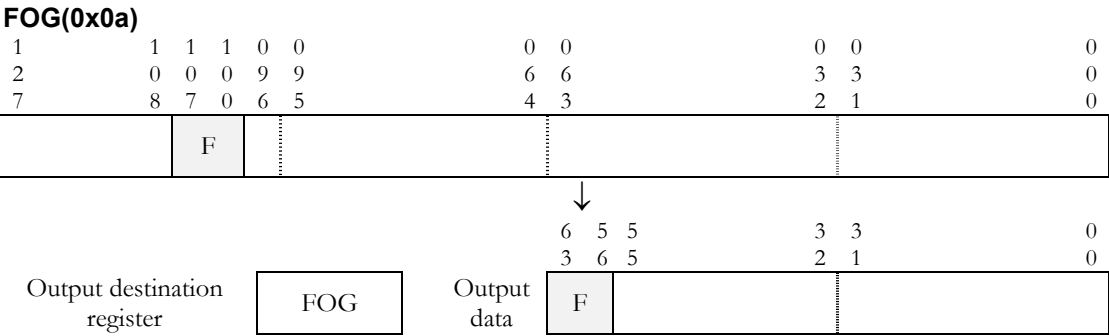 FOG(0x0a)
1 1 1 1 0 0 0 0 0 0 0
2 0 0 0 9 9 6 6 3 3 0
7 8 7 0 6 5 4 3 2 1 0
F
↓
6 5 5 3 3 0
3 6 5 2 1 0
Output destination register
FOG
Output data
F